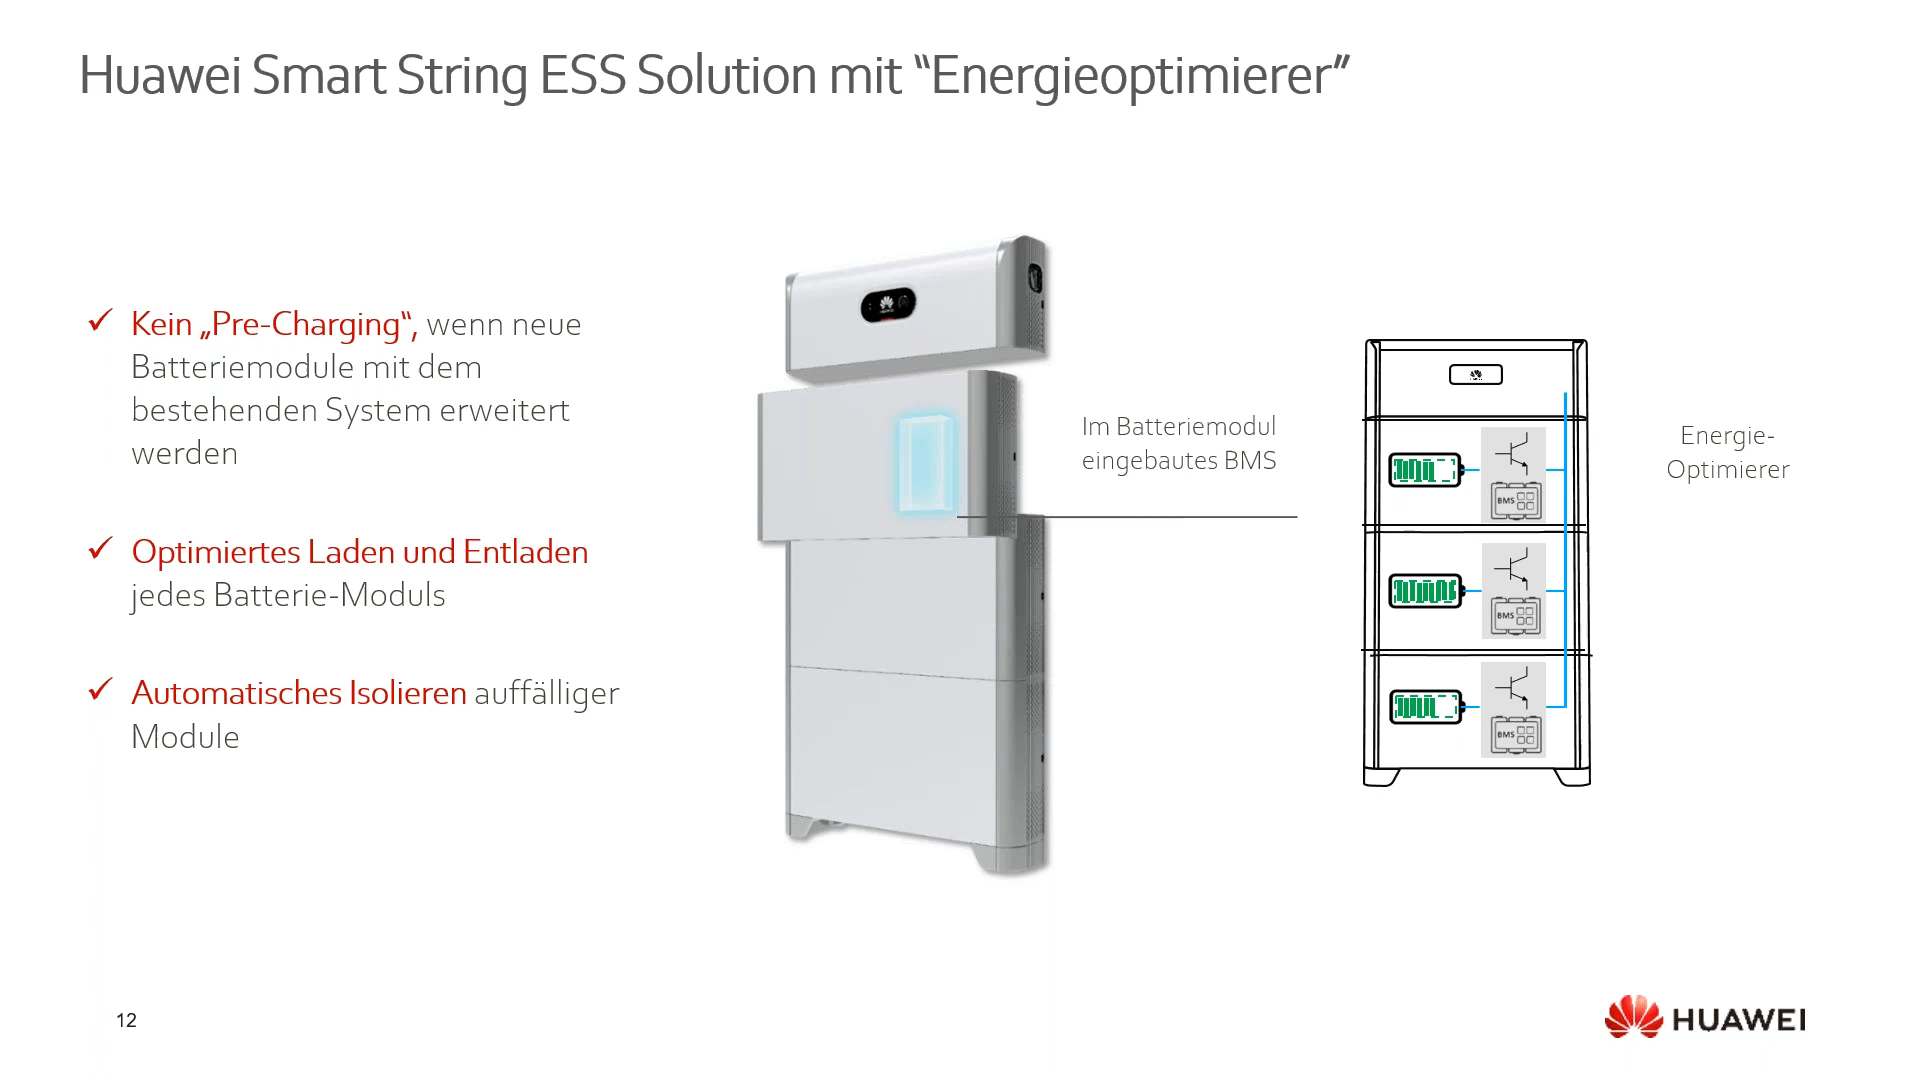 Huawei Smart String ESS Solution mit “Energieoptimierer”
Kein „Pre-Charging“, wenn neue
Batteriemodule mit dem
bestehenden System erweitert
werden
Optimiertes Laden und Entladen
jedes Batterie-Moduls
Automatisches Isolieren auffälliger
Module
Im Batteriemodul
eingebautes BMS
BMS
BMS
BMS
Energie-
Optimierer
12
HUAWEI